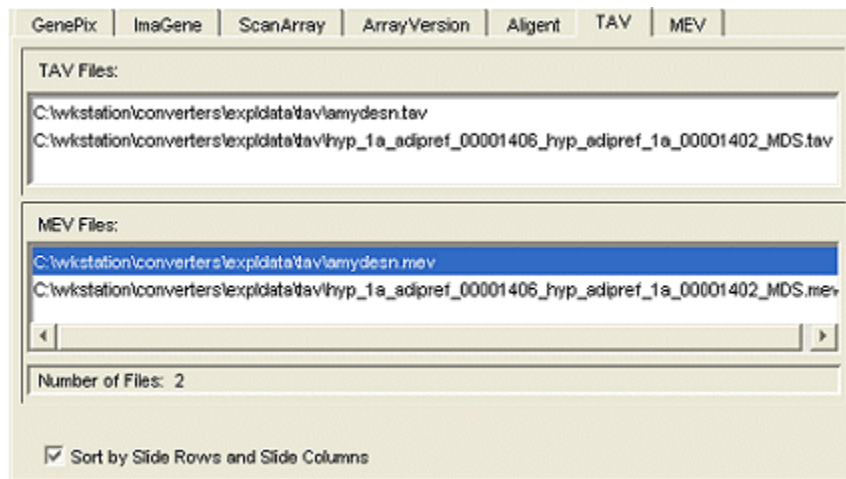 GenePix ImaGene ScanArray ArrayVersion Aligent TAV MEV
TAV Files:
C:\wkstation\converters\expldata\tav\amydesn.tav
C:\wkstation\converters\expldata\tav\hyp_1a_adipref_00001406_hyp_adipref_1a_00001402_MDS.tav
MEV Files:
C:\wkstation\converters\expldata\tav\amydesn.mev
C:\wkstation\converters\expldata\tav\hyp_1a_adipref_00001406_hyp_adipref_1a_00001402_MDS.mev
Number of Files: 2
Sort by Slide Rows and Slide Columns